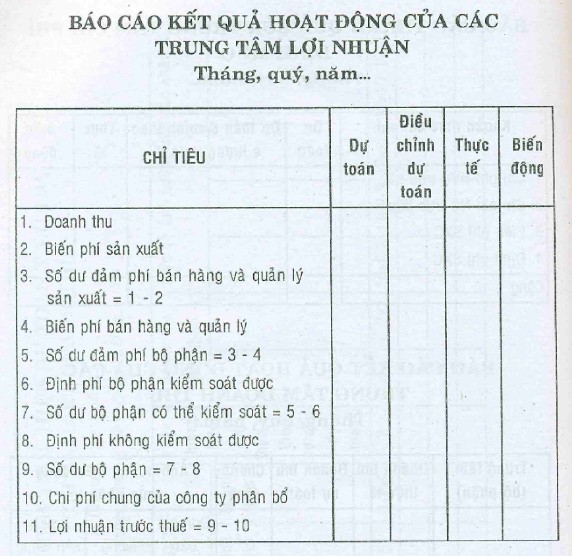 BÁO CÁO KẾT QUẢ HOẠT ĐỘNG CỦA CÁC
TRUNG TÂM LỢI NHUẬN
Tháng, quý, năm...
CHỈ TIÊU
Dự
toán
Điều
chỉnh
dự
toán
Thực
tế
Biến
động
1. Doanh thu
2. Biến phí sản xuất
3. Số dư đảm phí bán hàng và quản lý
sản xuất = 1 - 2
4. Biến phí bán hàng và quản lý
5. Số dư đảm phí bộ phận = 3 - 4
6. Định phí bộ phận kiểm soát được
7. Số dư bộ phận có thể kiểm soát = 5 - 6
8. Định phí không kiểm soát được
9. Số dư bộ phận = 7 - 8
10. Chi phí chung của công ty phân bổ
11. Lợi nhuận trước thuế = 9 - 10